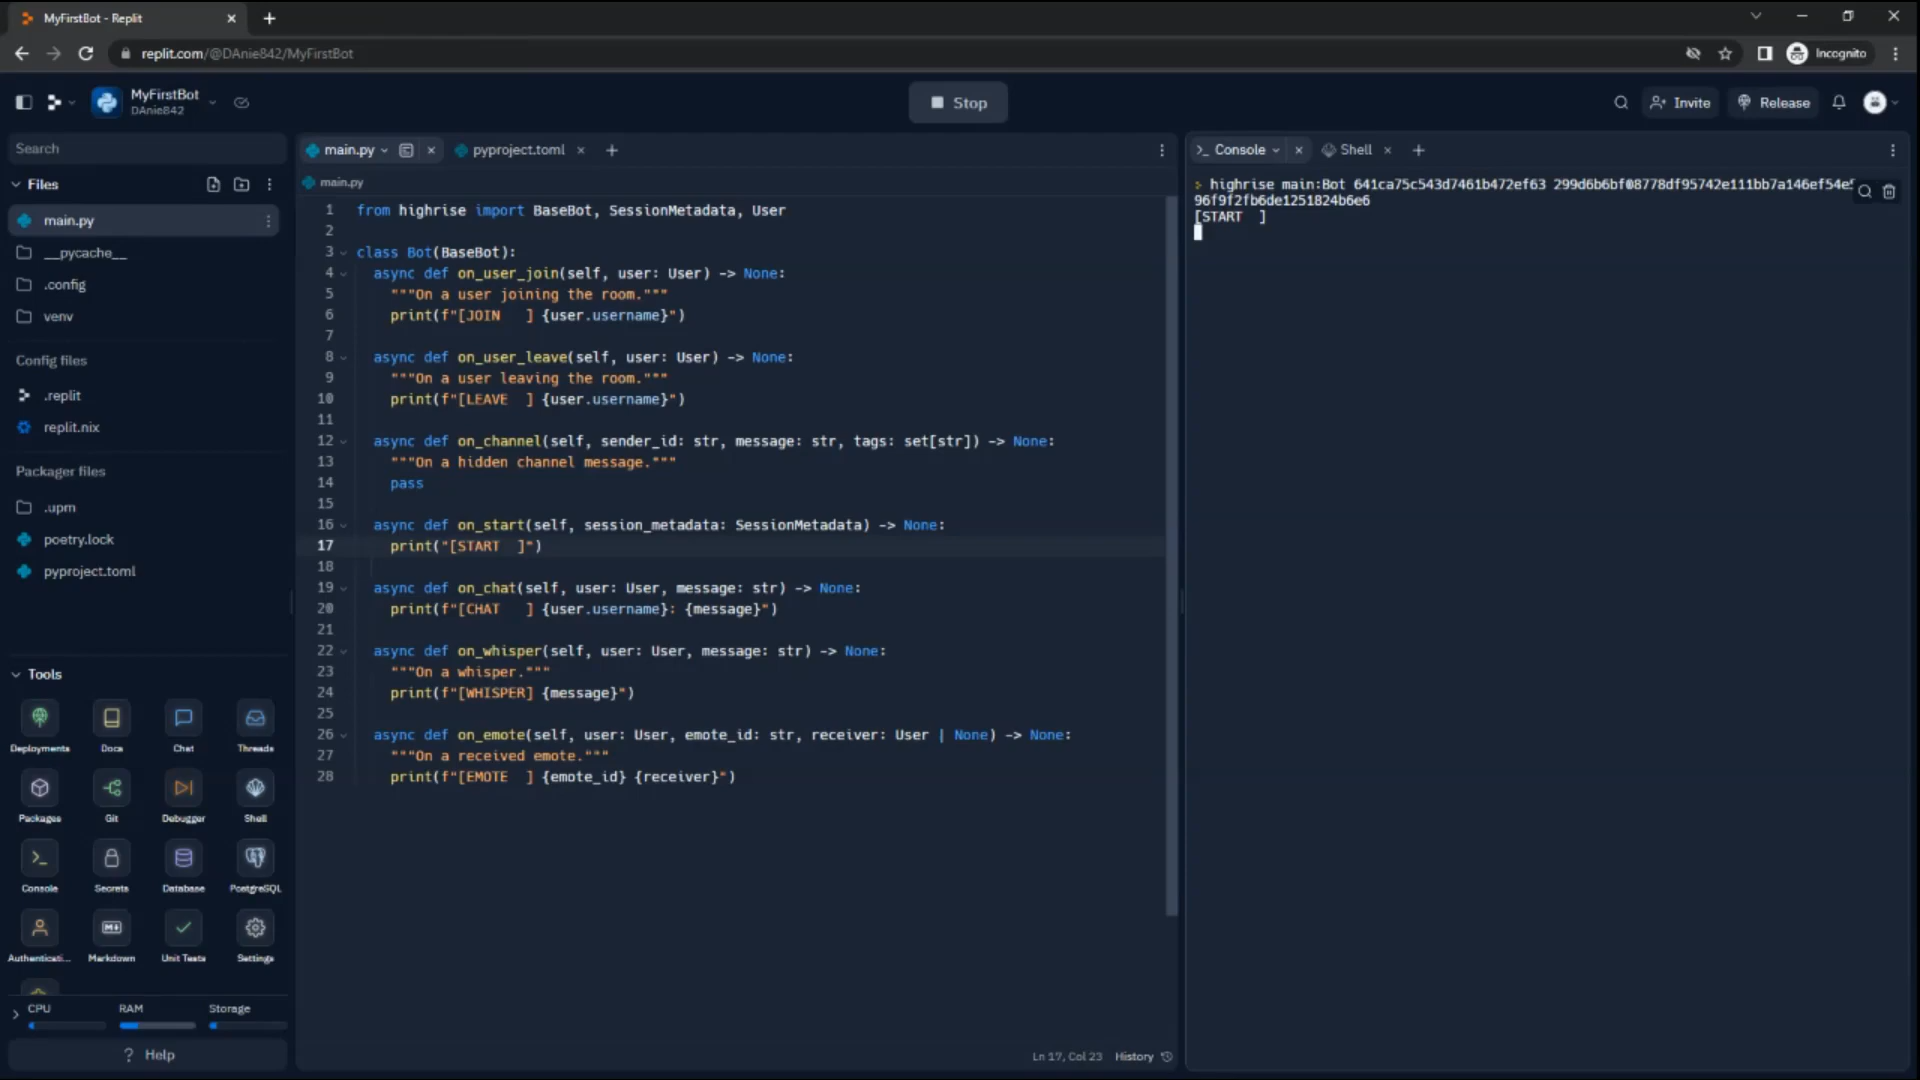 MyFirstBot - Replit
replit.com/@DAnie842/MyFirstBot
Incognito
MyFirstBot
DAnie842
Stop
Invite
Release
Search
Files
main.py
__pycache__
.config
venv
Config files
.replit
replit.nix
Packager files
.upm
poetry.lock
pyproject.toml
Tools
Deployments Docs Chat Threads
Packages Git Debugger Shell
Console Secrets Database PostgreSQL
Authenticati... Markdown Unit Tests Settings
CPU RAM Storage
? Help
main.py pyproject.toml
main.py
1 from highrise import BaseBot, SessionMetadata, User
2
3 class Bot(BaseBot):
4 async def on_user_join(self, user: User) -> None:
5 """On a user joining the room."""
6 print(f"[JOIN   ] {user.username}")
7
8 async def on_user_leave(self, user: User) -> None:
9 """On a user leaving the room."""
10 print(f"[LEAVE  ] {user.username}")
11
12 async def on_channel(self, sender_id: str, message: str, tags: set[str]) -> None:
13 """On a hidden channel message."""
14 pass
15
16 async def on_start(self, session_metadata: SessionMetadata) -> None:
17 print("[START  ]")
18
19 async def on_chat(self, user: User, message: str) -> None:
20 print(f"[CHAT   ] {user.username}: {message}")
21
22 async def on_whisper(self, user: User, message: str) -> None:
23 """On a whisper."""
24 print(f"[WHISPER] {message}")
25
26 async def on_emote(self, user: User, emote_id: str, receiver: User | None) -> None:
27 """On a received emote."""
28 print(f"[EMOTE  ] {emote_id} {receiver}")
Ln 17, Col 23 History
Console Shell
highrise main:Bot 641ca75c543d7461b472ef63 299d6b6bf08778df95742e111bb7a146ef54e5
96f9f2fb6de1251824b6e6
[START  ]